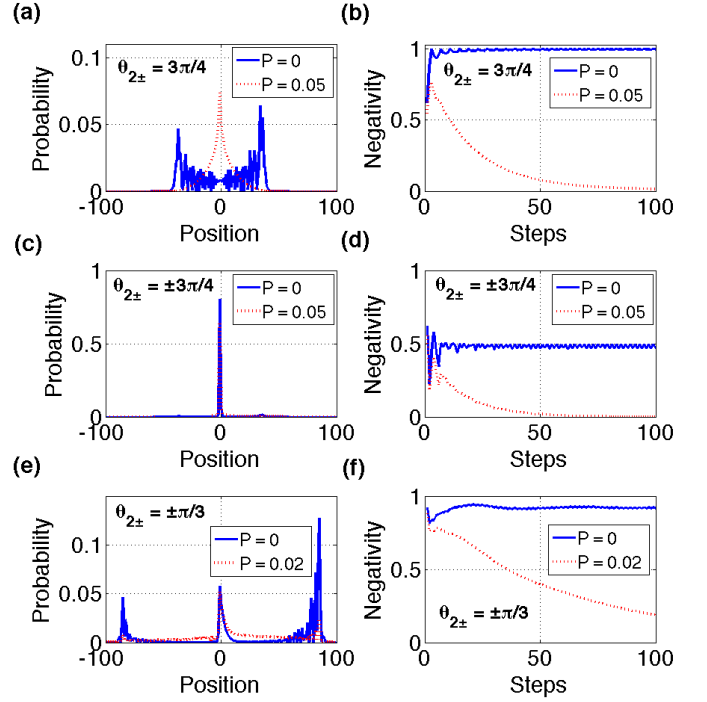 (a)
θ2± = 3π/4
P = 0
P = 0.05
0.1
0.05
0
-100
0
100
Probability
Position
(b)
θ2± = 3π/4
P = 0
P = 0.05
1
0.5
0
0
50
100
Negativity
Steps
(c)
θ2± = ±3π/4
P = 0
P = 0.05
1
0.5
0
-100
0
100
Probability
Position
(d)
θ2± = ±3π/4
P = 0
P = 0.05
1
0.5
0
0
50
100
Negativity
Steps
(e)
θ2± = ±π/3
P = 0
P = 0.02
0.1
0.05
0
-100
0
100
Probability
Position
(f)
P = 0
P = 0.02
θ2± = ±π/3
1
0.5
0
0
50
100
Negativity
Steps